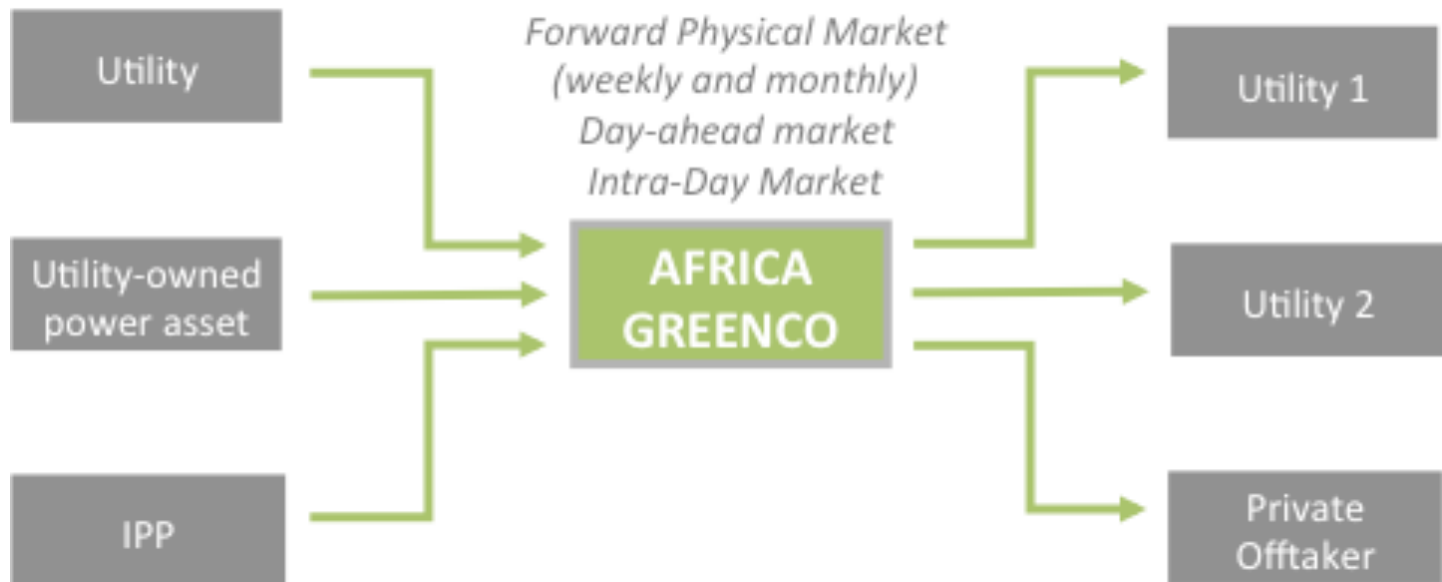 Utility
Forward Physical Market
(weekly and monthly)
Day-ahead market
Intra-Day Market
Utility 1
Utility-owned
power asset
AFRICA
GREENCO
Utility 2
IPP
Private
Offtaker